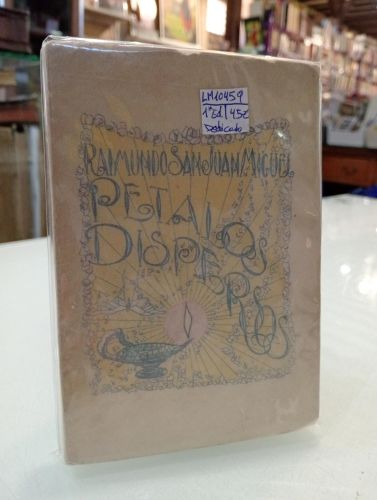 LM10459
1ªEd 45€
Dedicado
RAIMUNDO SAN JUAN MIGUEL
PETALOS
DISPERSOS